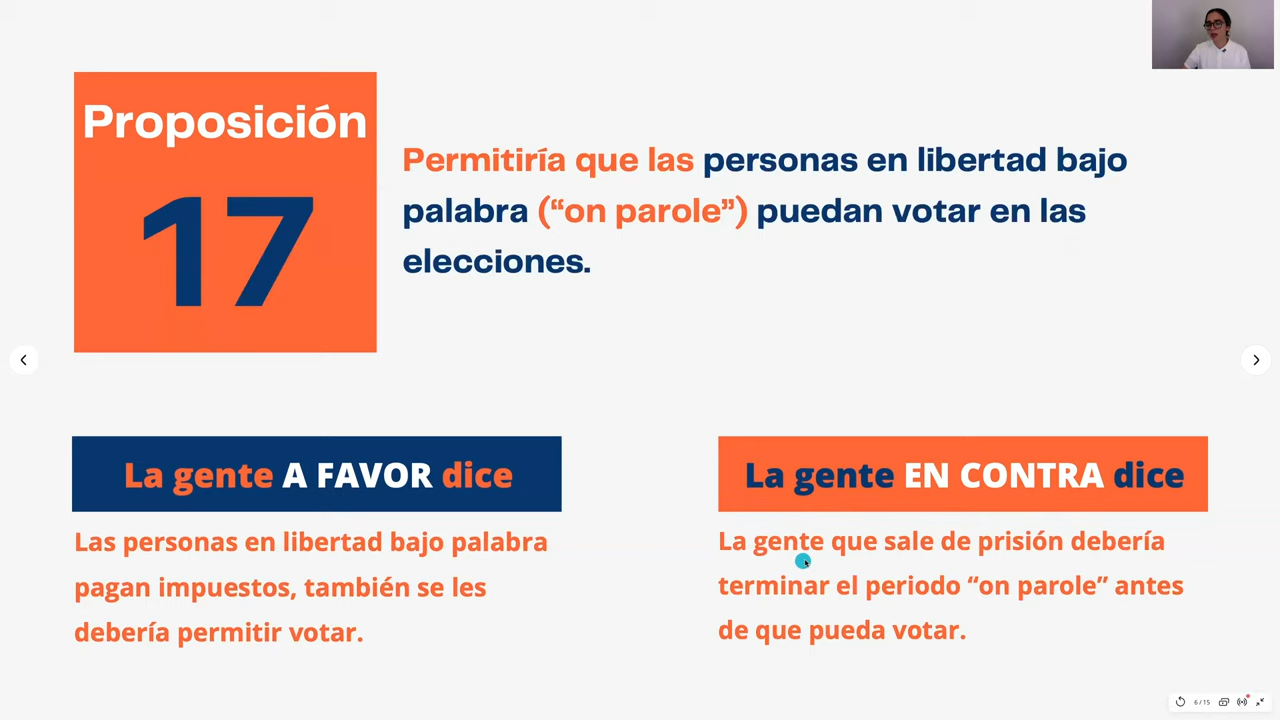 Proposición
17
Permitiría que las personas en libertad bajo
palabra (“on parole”) puedan votar en las
elecciones.
La gente A FAVOR dice
Las personas en libertad bajo palabra
pagan impuestos, también se les
debería permitir votar.
La gente EN CONTRA dice
La gente que sale de prisión debería
terminar el periodo “on parole” antes
de que pueda votar.
6 / 15